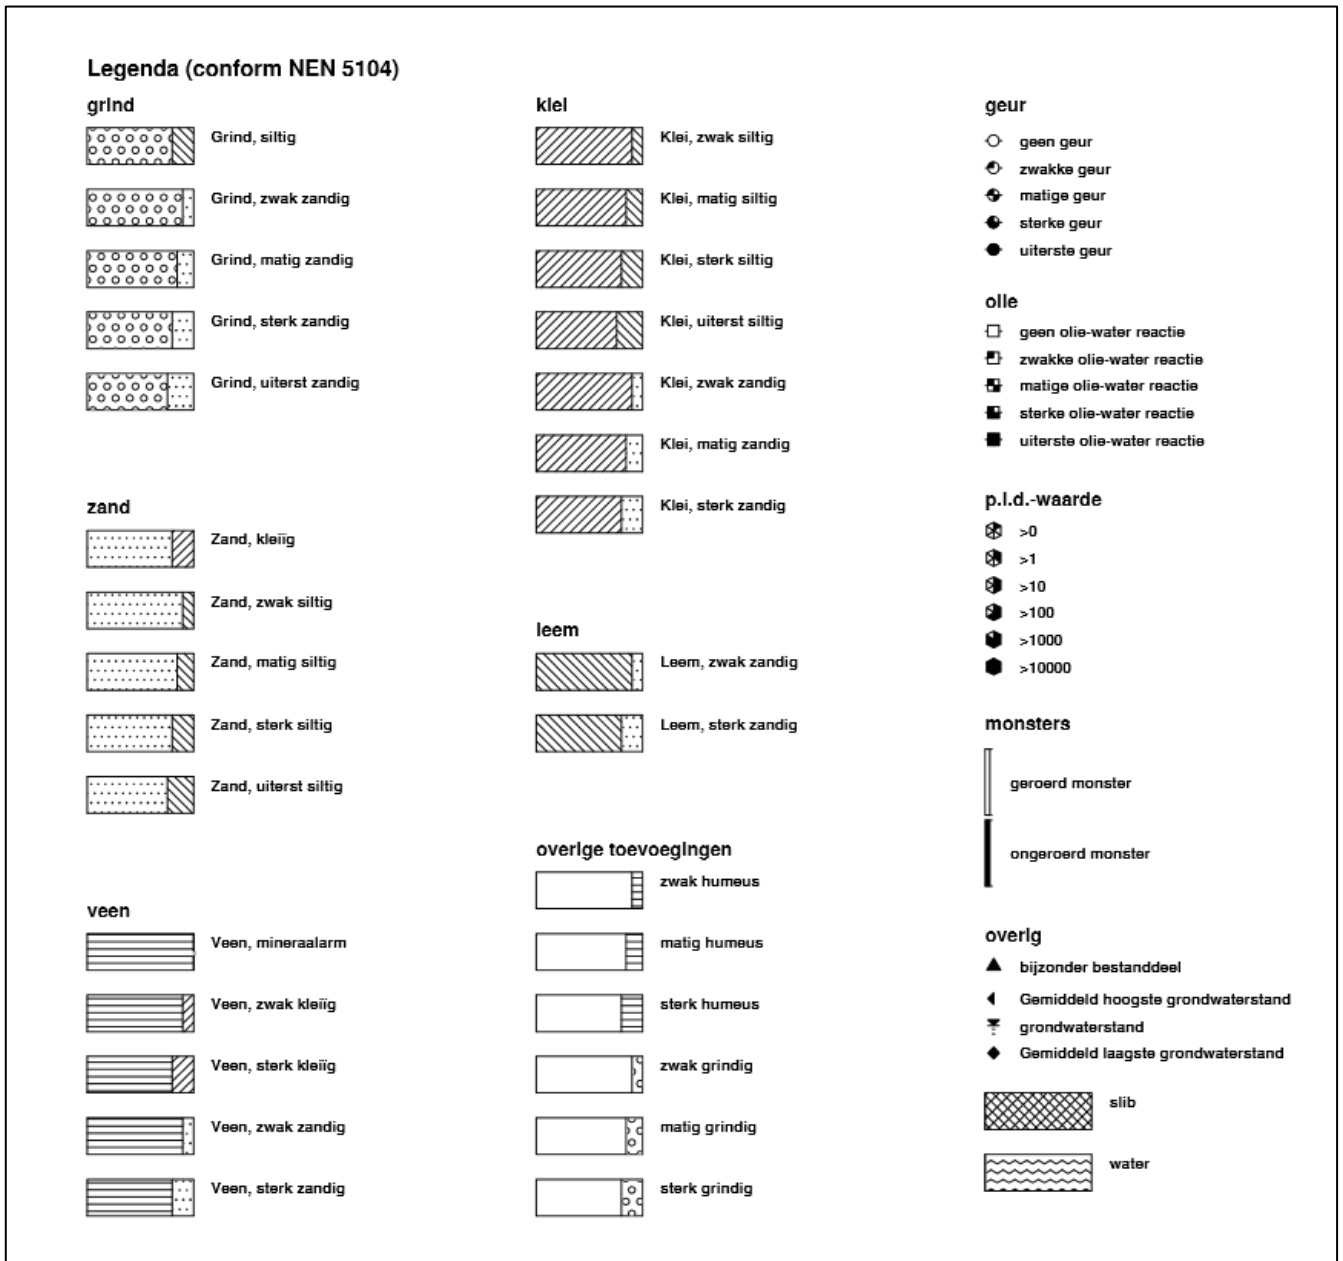 Legenda (conform NEN 5104)
grind
Grind, siltig
Grind, zwak zandig
Grind, matig zandig
Grind, sterk zandig
Grind, uiterst zandig
zand
Zand, kleiïg
Zand, zwak siltig
Zand, matig siltig
Zand, sterk siltig
Zand, uiterst siltig
veen
Veen, mineraalarm
Veen, zwak kleiïg
Veen, sterk kleiïg
Veen, zwak zandig
Veen, sterk zandig
klei
Klei, zwak siltig
Klei, matig siltig
Klei, sterk siltig
Klei, uiterst siltig
Klei, zwak zandig
Klei, matig zandig
Klei, sterk zandig
leem
Leem, zwak zandig
Leem, sterk zandig
overige toevoegingen
zwak humeus
matig humeus
sterk humeus
zwak grindig
matig grindig
sterk grindig
geur
geen geur
zwakke geur
matige geur
sterke geur
uiterste geur
olie
geen olie-water reactie
zwakke olie-water reactie
matige olie-water reactie
sterke olie-water reactie
uiterste olie-water reactie
p.i.d.-waarde
>0
>1
>10
>100
>1000
>10000
monsters
geroerd monster
ongeroerd monster
overig
bijzonder bestanddeel
Gemiddeld hoogste grondwaterstand
grondwaterstand
Gemiddeld laagste grondwaterstand
slib
water